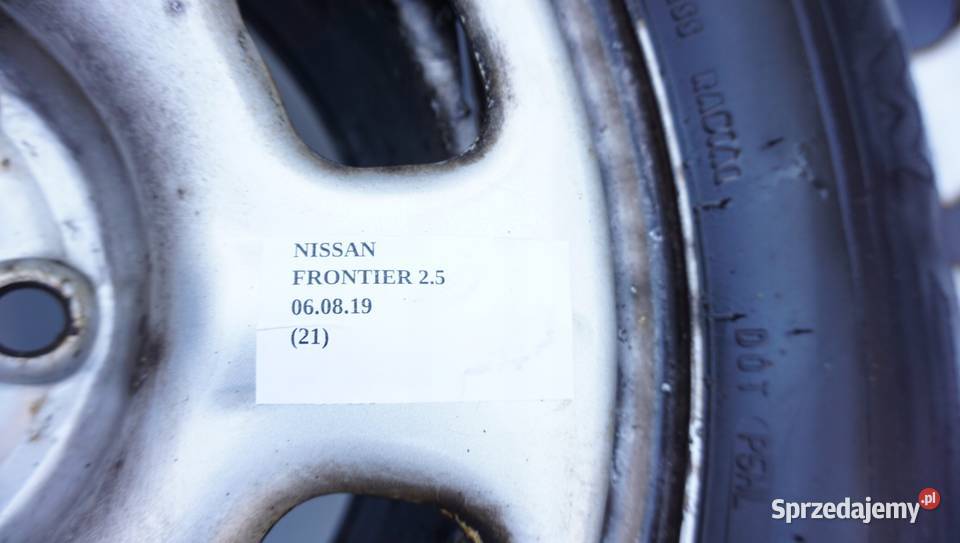 NISSAN
FRONTIER 2.5
06.08.19
(21)
DOT
Sprzedajemy.pl